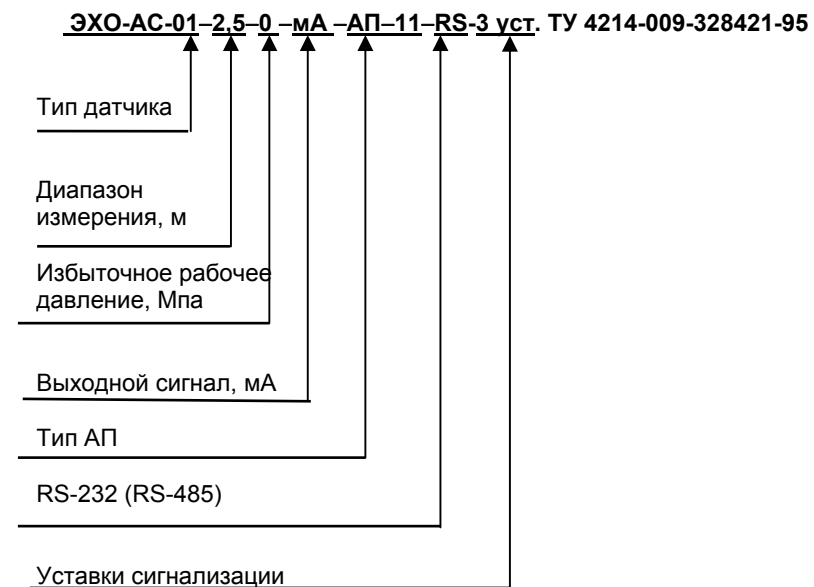 ЭХО-АС-01–2,5–0 –мА –АП–11–RS-3 уст. ТУ 4214-009-328421-95
Тип датчика
Диапазон
измерения, м
Избыточное рабочее
давление, Мпа
Выходной сигнал, мА
Тип АП
RS-232 (RS-485)
Уставки сигнализации